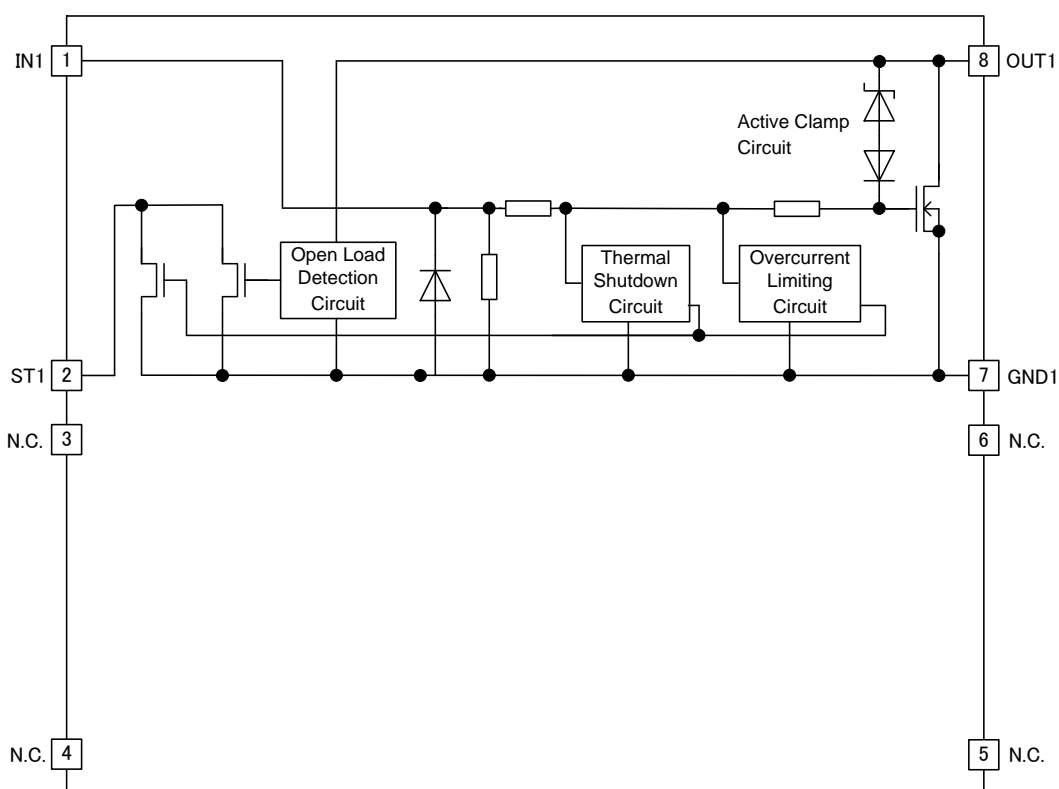 IN1
1
8
OUT1
Active Clamp
Circuit
Open Load
Detection
Circuit
Thermal
Shutdown
Circuit
Overcurrent
Limiting
Circuit
ST1
2
7
GND1
N.C.
3
6
N.C.
N.C.
4
5
N.C.